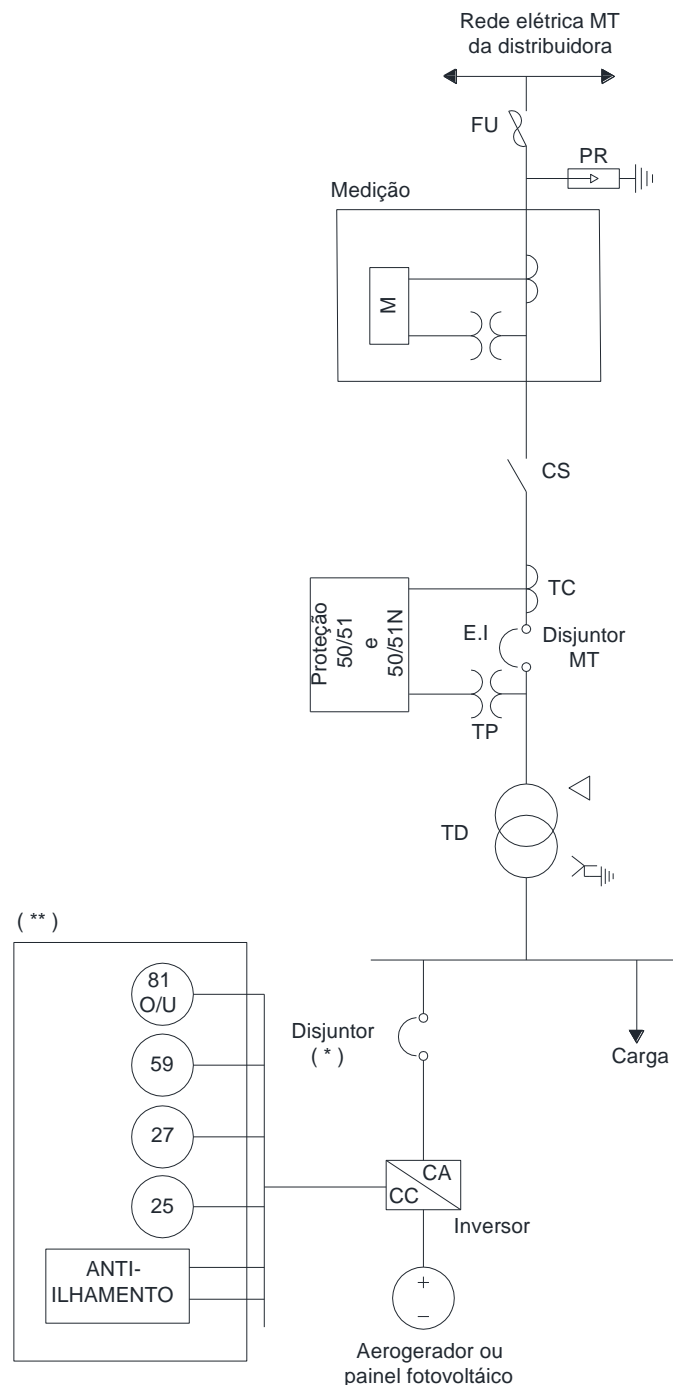 Rede elétrica MT
da distribuidora
FU
PR
Medição
M
CS
TC
Proteção
50/51
e
50/51N
E.I
Disjuntor
MT
TP
TD
( ** )
81
O/U
59
27
25
ANTI-
ILHAMENTO
Disjuntor
( * )
Carga
CA
CC
Inversor
+
–
Aerogerador ou
painel fotovoltáico